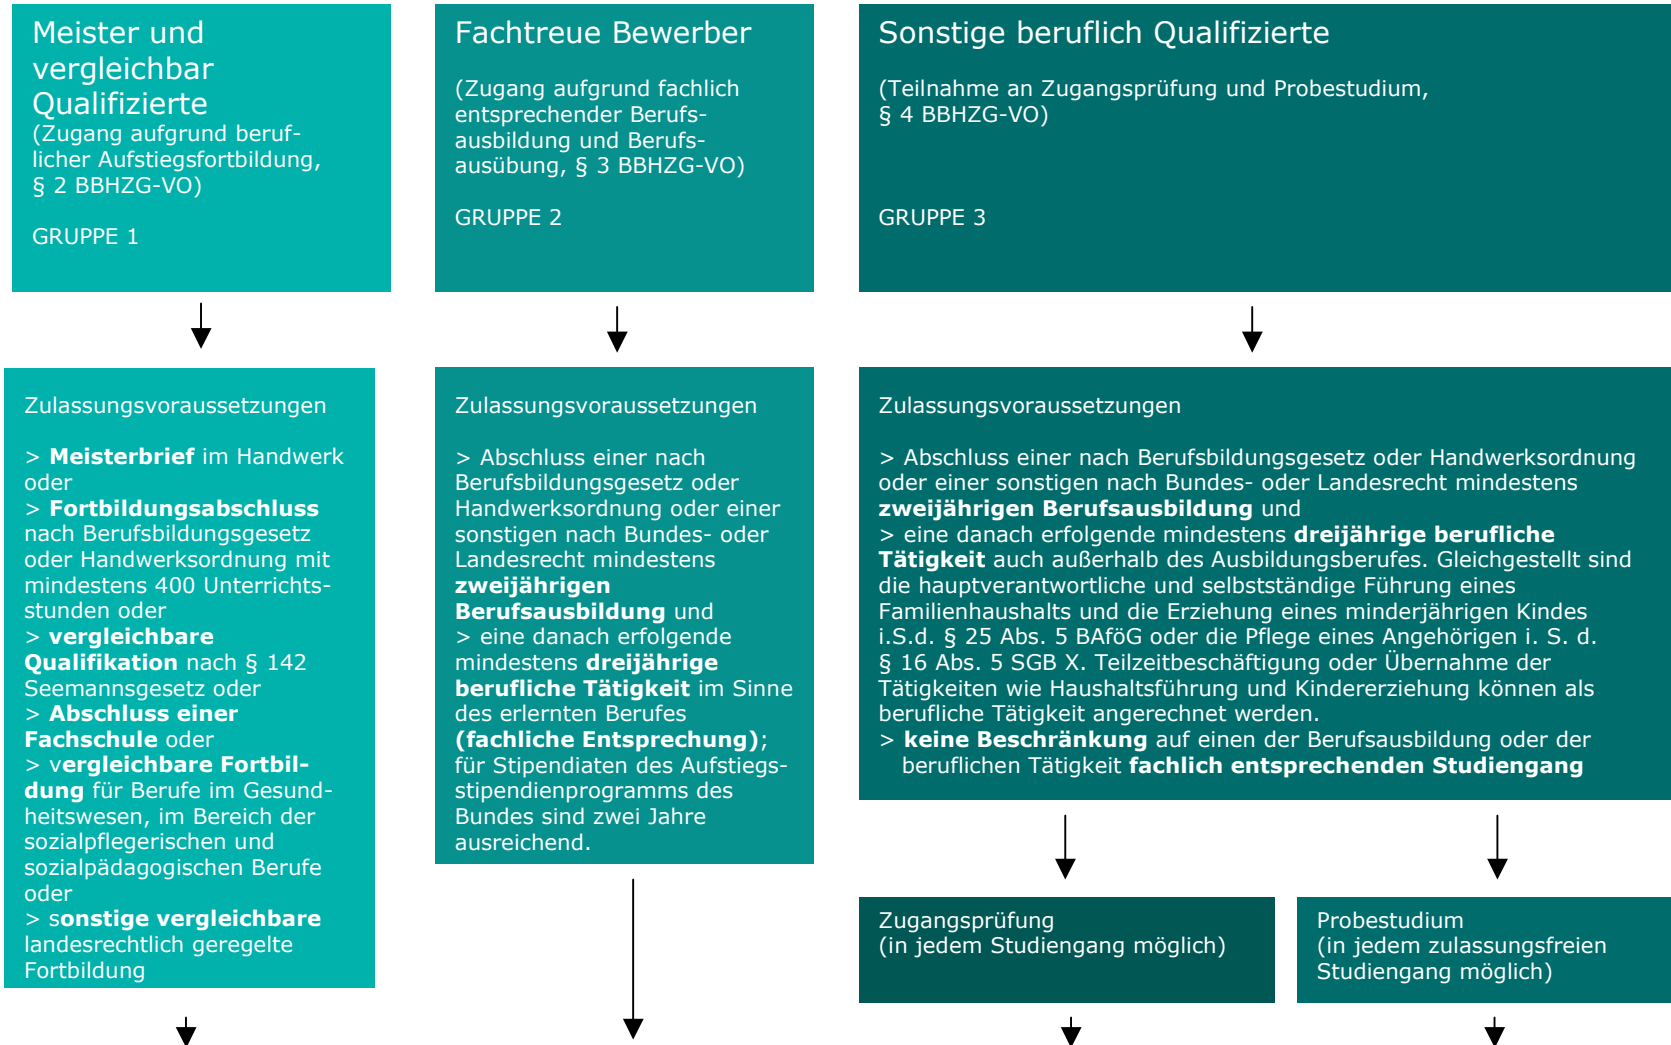 Meister und
vergleichbar
Qualifizierte
(Zugang aufgrund beruf-
licher Aufstiegsfortbildung,
§ 2 BBHZG-VO)
GRUPPE 1
Fachtreue Bewerber
(Zugang aufgrund fachlich
entsprechender Berufs-
ausbildung und Berufs-
ausübung, § 3 BBHZG-VO)
GRUPPE 2
Sonstige beruflich Qualifizierte
(Teilnahme an Zugangsprüfung und Probestudium,
§ 4 BBHZG-VO)
GRUPPE 3
Zulassungsvoraussetzungen
> Meisterbrief im Handwerk
oder
> Fortbildungsabschluss
nach Berufsbildungsgesetz
oder Handwerksordnung mit
mindestens 400 Unterrichts-
stunden oder
> vergleichbare
Qualifikation nach § 142
Seemannsgesetz oder
> Abschluss einer
Fachschule oder
> vergleichbare Fortbil-
dung für Berufe im Gesund-
heitswesen, im Bereich der
sozialpflegerischen und
sozialpädagogischen Berufe
oder
> sonstige vergleichbare
landesrechtlich geregelte
Fortbildung
Zulassungsvoraussetzungen
> Abschluss einer nach
Berufsbildungsgesetz oder
Handwerksordnung oder einer
sonstigen nach Bundes- oder
Landesrecht mindestens
zweijährigen
Berufsausbildung und
> eine danach erfolgende
mindestens dreijährige
berufliche Tätigkeit im Sinne
des erlernten Berufes
(fachliche Entsprechung);
für Stipendiaten des Aufstiegs-
stipendienprogramms des
Bundes sind zwei Jahre
ausreichend.
Zulassungsvoraussetzungen
> Abschluss einer nach Berufsbildungsgesetz oder Handwerksordnung
oder einer sonstigen nach Bundes- oder Landesrecht mindestens
zweijährigen Berufsausbildung und
> eine danach erfolgende mindestens dreijährige berufliche
Tätigkeit auch außerhalb des Ausbildungsberufes. Gleichgestellt sind
die hauptverantwortliche und selbstständige Führung eines
Familienhaushalts und die Erziehung eines minderjährigen Kindes
i.S.d. § 25 Abs. 5 BAföG oder die Pflege eines Angehörigen i. S. d.
§ 16 Abs. 5 SGB X. Teilzeitbeschäftigung oder Übernahme der
Tätigkeiten wie Haushaltsführung und Kindererziehung können als
berufliche Tätigkeit angerechnet werden.
> keine Beschränkung auf einen der Berufsausbildung oder der
beruflichen Tätigkeit fachlich entsprechenden Studiengang
Zugangsprüfung
(in jedem Studiengang möglich)
Probestudium
(in jedem zulassungsfreien
Studiengang möglich)